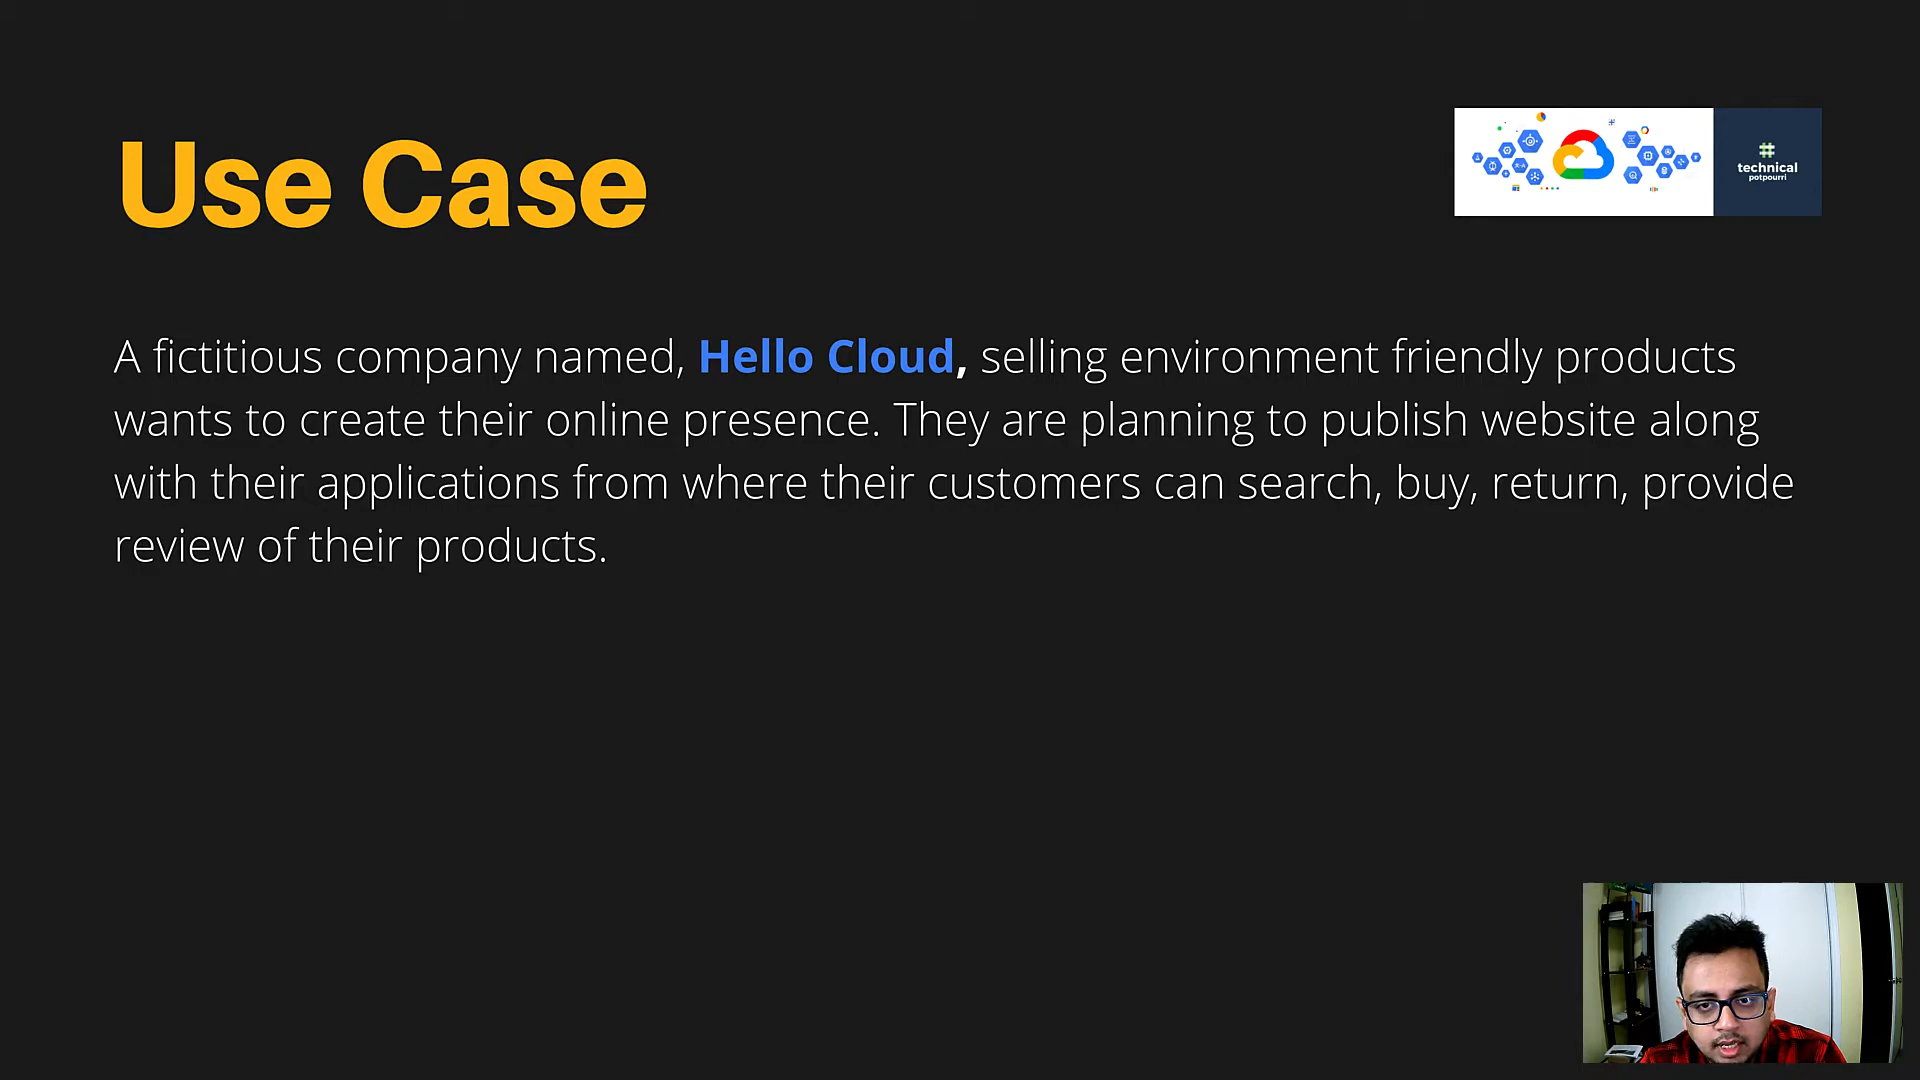 Use Case
technical
potpourri
A fictitious company named, Hello Cloud, selling environment friendly products
wants to create their online presence. They are planning to publish website along
with their applications from where their customers can search, buy, return, provide
review of their products.